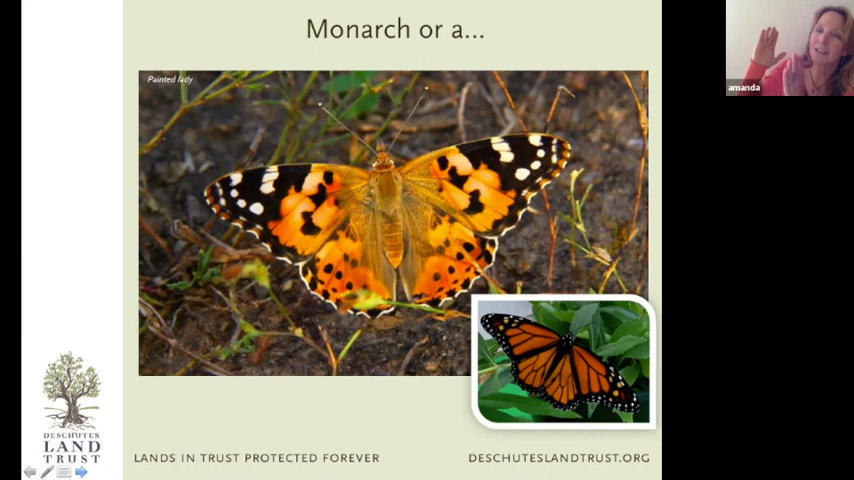 Monarch or a...
Painted lady
amanda
DESCHUTES
LAND
TRUST
LANDS IN TRUST PROTECTED FOREVER
DESCHUTESLANDTRUST.ORG